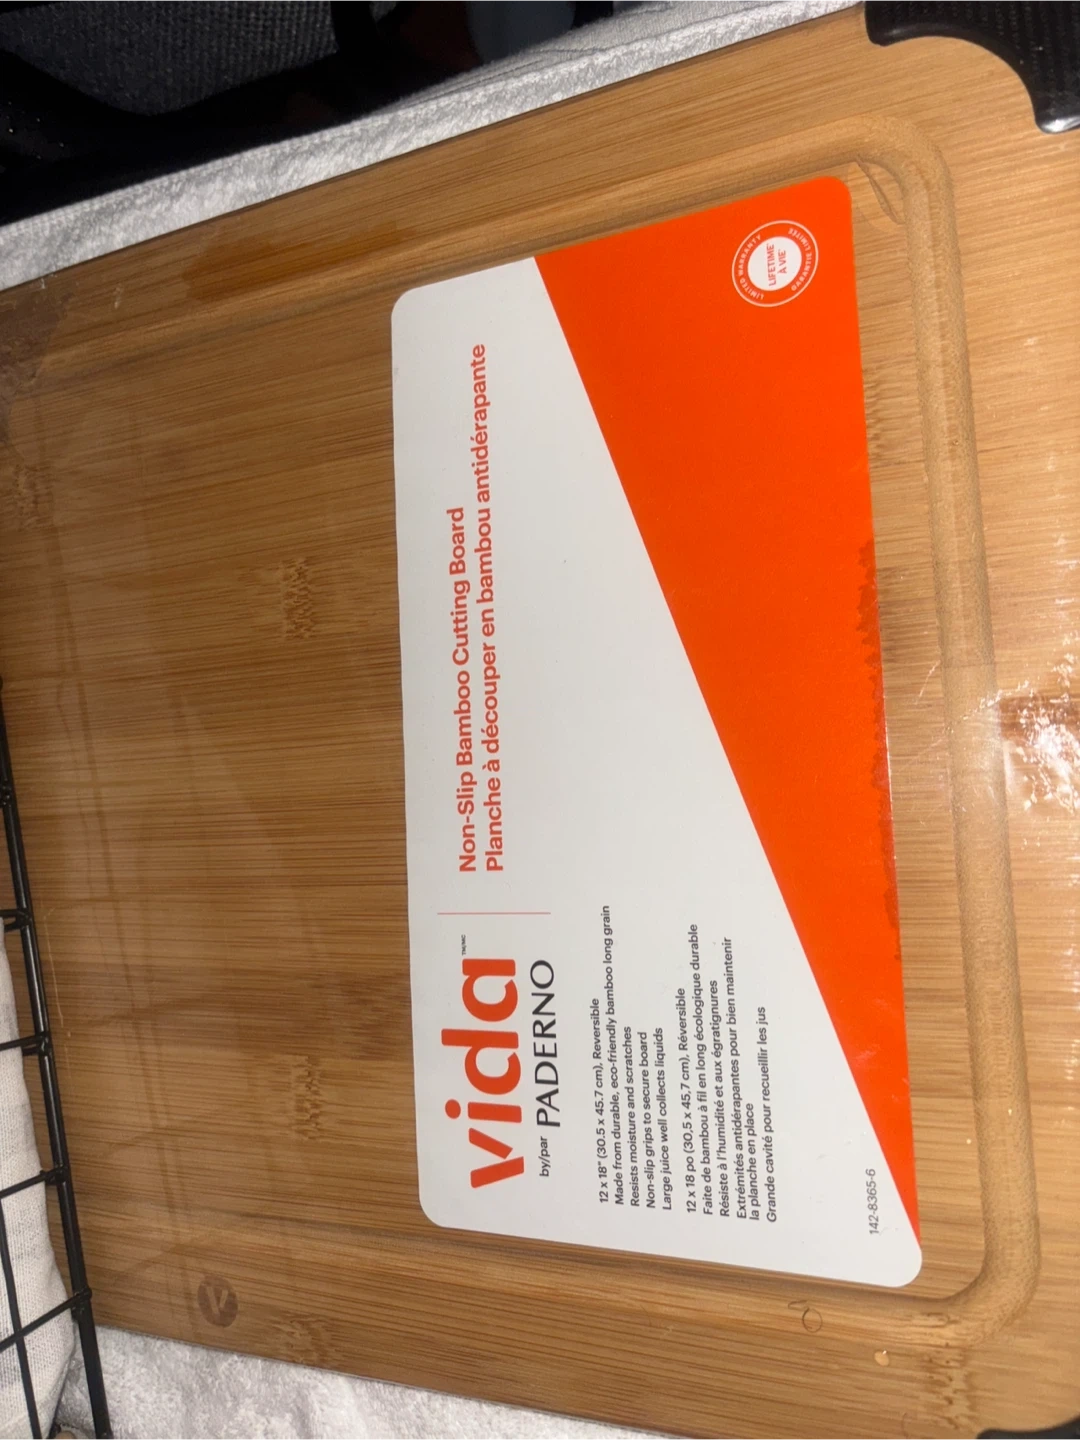 vida™/MC
by/par PADERNO
Non-Slip Bamboo Cutting Board
Planche à découper en bambou antidérapante
12 x 18" (30.5 x 45.7 cm), Reversible
Made from durable, eco-friendly bamboo long grain
Resists moisture and scratches
Non-slip grips to secure board
Large juice well collects liquids
12 x 18 po (30,5 x 45,7 cm), Réversible
Faite de bambou à fil en long écologique durable
Résiste à l'humidité et aux égratignures
Extrémités antidérapantes pour bien maintenir
la planche en place
Grande cavité pour recueillir les jus
142-8365-6
LIMITED WARRANTY
LIFETIME
À VIE
GARANTIE LIMITÉE